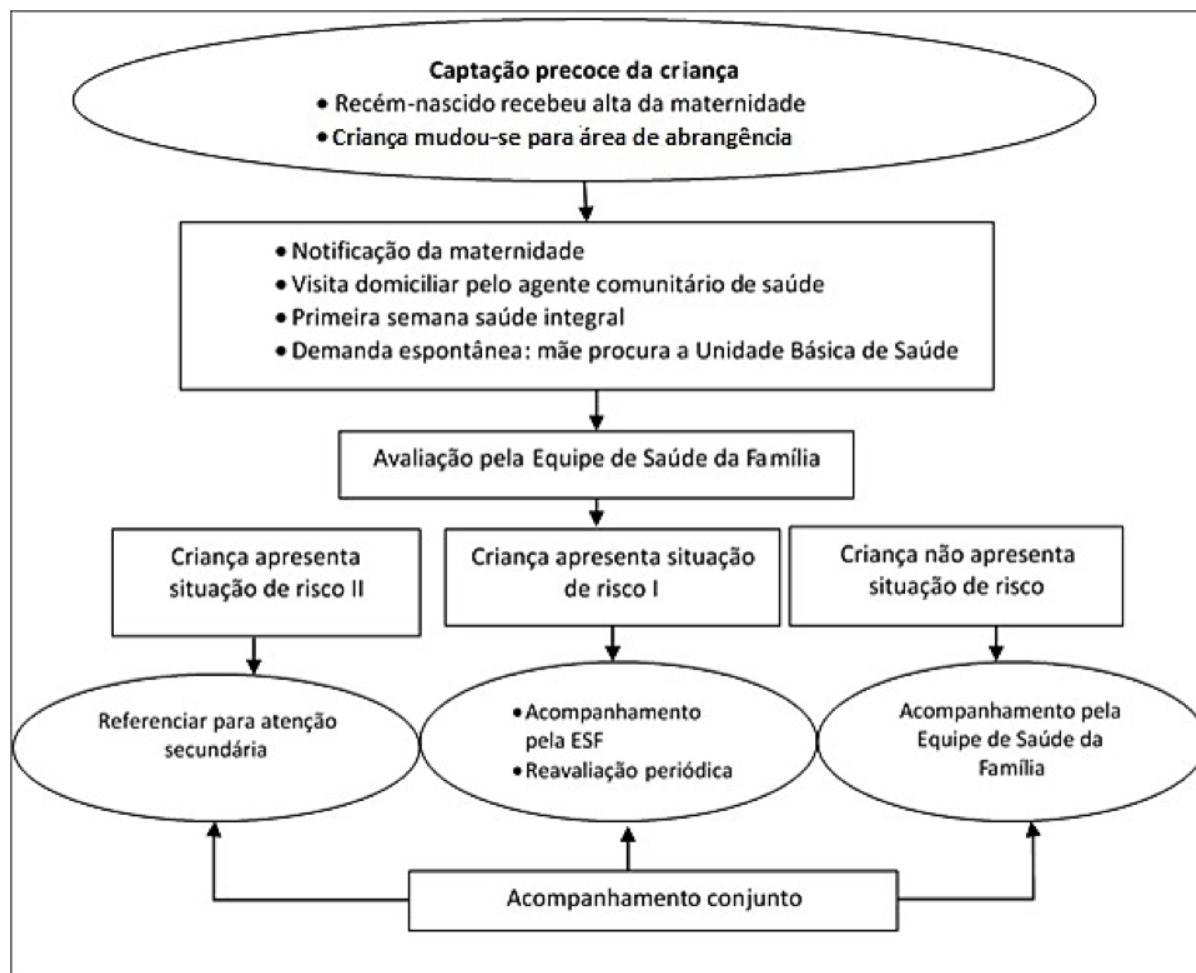 Captação precoce da criança
• Recém-nascido recebeu alta da maternidade
• Criança mudou-se para área de abrangência
• Notificação da maternidade
• Visita domiciliar pelo agente comunitário de saúde
• Primeira semana saúde integral
• Demanda espontânea: mãe procura a Unidade Básica de Saúde
Avaliação pela Equipe de Saúde da Família
Criança apresenta
situação de risco II
Criança apresenta situação
de risco I
Criança não apresenta
situação de risco
Referenciar para atenção
secundária
• Acompanhamento
pela ESF
• Reavaliação periódica
Acompanhamento pela
Equipe de Saúde da
Família
Acompanhamento conjunto